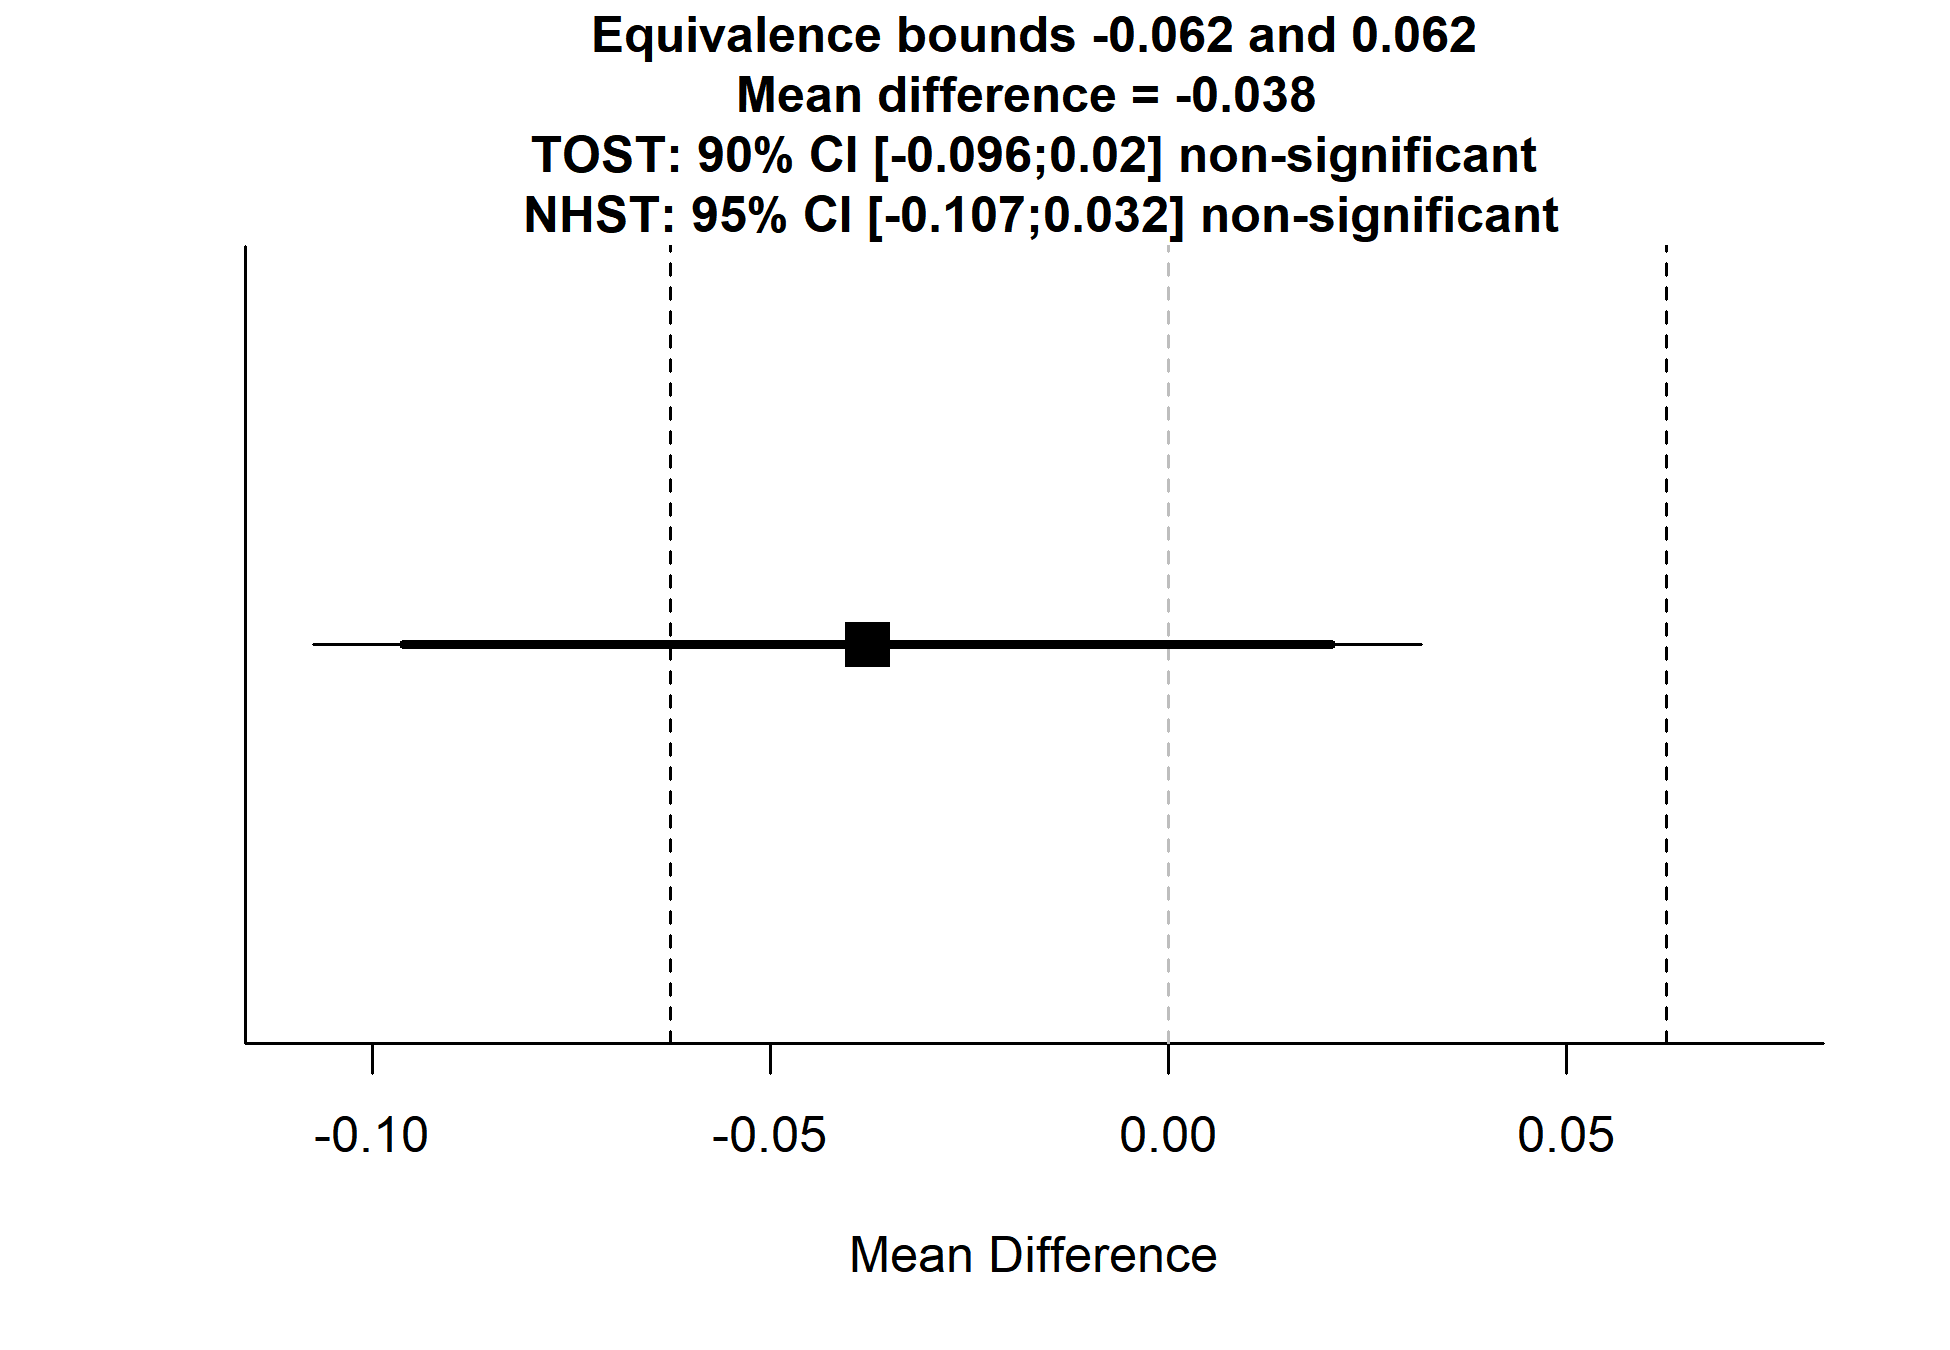 Equivalence bounds -0.062 and 0.062
Mean difference = -0.038
TOST: 90% CI [-0.096;0.02] non-significant
NHST: 95% CI [-0.107;0.032] non-significant
-0.10 -0.05 0.00 0.05
Mean Difference